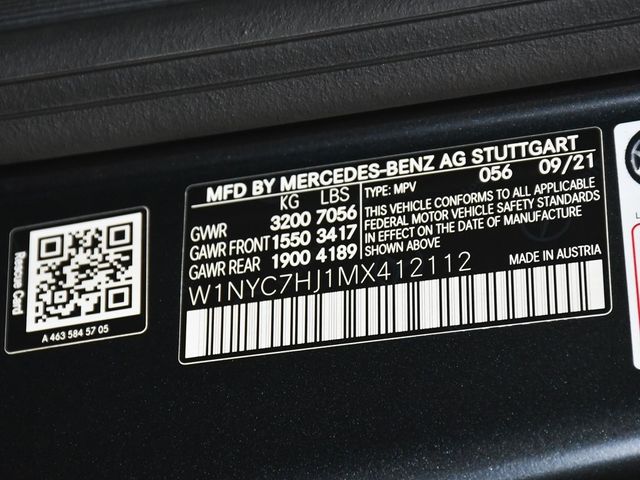 MFD BY MERCEDES-BENZ AG STUTTGART
KG LBS
GVWR 3200 7056
GAWR FRONT 1550 3417
GAWR REAR 1900 4189
TYPE: MPV 056 09/21
THIS VEHICLE CONFORMS TO ALL APPLICABLE
FEDERAL MOTOR VEHICLE SAFETY STANDARDS
IN EFFECT ON THE DATE OF MANUFACTURE
SHOWN ABOVE
W1NYC7HJ1MX412112
MADE IN AUSTRIA
Rescue Card
A 463 584 57 05